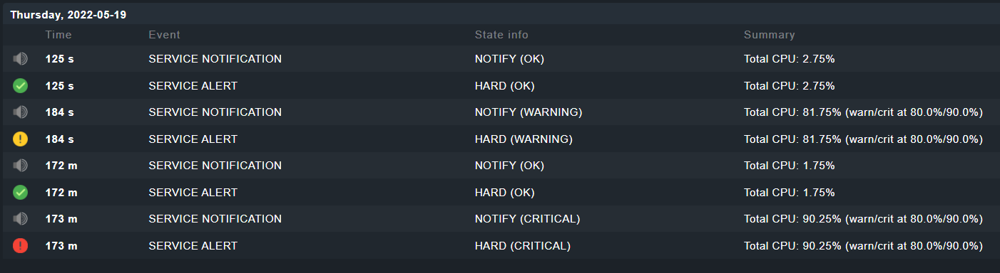 Thursday, 2022-05-19
Time Event State info Summary
125 s SERVICE NOTIFICATION NOTIFY (OK) Total CPU: 2.75%
125 s SERVICE ALERT HARD (OK) Total CPU: 2.75%
184 s SERVICE NOTIFICATION NOTIFY (WARNING) Total CPU: 81.75% (warn/crit at 80.0%/90.0%)
184 s SERVICE ALERT HARD (WARNING) Total CPU: 81.75% (warn/crit at 80.0%/90.0%)
172 m SERVICE NOTIFICATION NOTIFY (OK) Total CPU: 1.75%
172 m SERVICE ALERT HARD (OK) Total CPU: 1.75%
173 m SERVICE NOTIFICATION NOTIFY (CRITICAL) Total CPU: 90.25% (warn/crit at 80.0%/90.0%)
173 m SERVICE ALERT HARD (CRITICAL) Total CPU: 90.25% (warn/crit at 80.0%/90.0%)